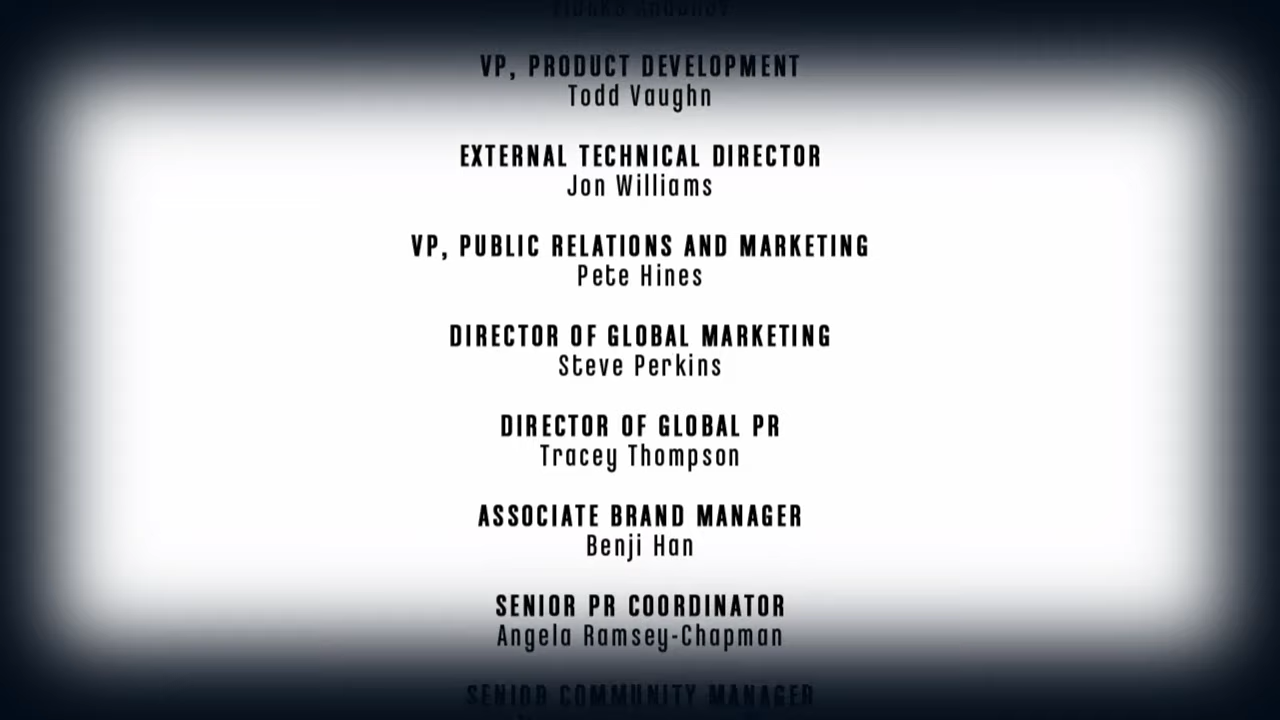 VP, PRODUCT DEVELOPMENT
Todd Vaughn
EXTERNAL TECHNICAL DIRECTOR
Jon Williams
VP, PUBLIC RELATIONS AND MARKETING
Pete Hines
DIRECTOR OF GLOBAL MARKETING
Steve Perkins
DIRECTOR OF GLOBAL PR
Tracey Thompson
ASSOCIATE BRAND MANAGER
Benji Han
SENIOR PR COORDINATOR
Angela Ramsey-Chapman
SENIOR COMMUNITY MANAGER